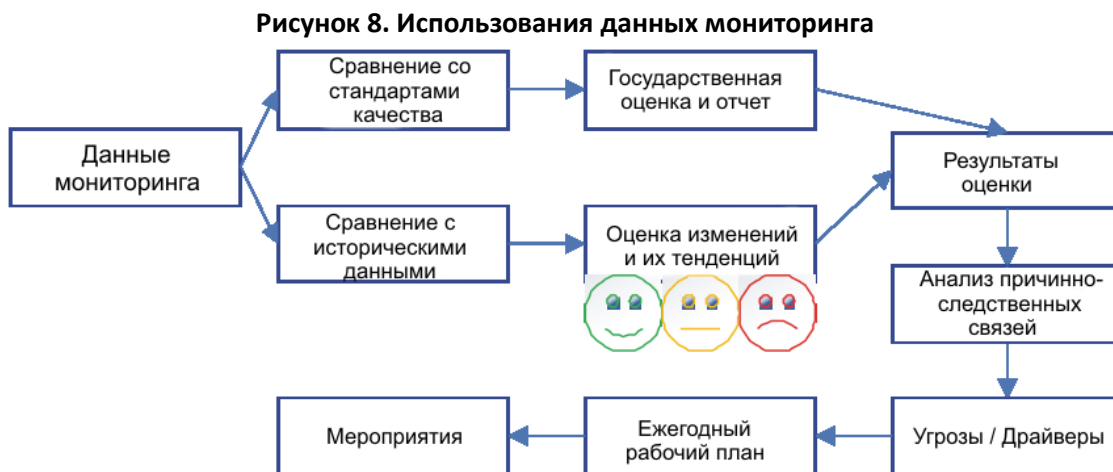 Рисунок 8. Использования данных мониторинга
Данные
мониторинга
Сравнение со
стандартами
качества
Государственная
оценка и отчет
Сравнение с
историческими
данными
Оценка изменений
и их тенденций
Результаты
оценки
Анализ причинно-
следственных
связей
Угрозы / Драйверы
Ежегодный
рабочий план
Мероприятия